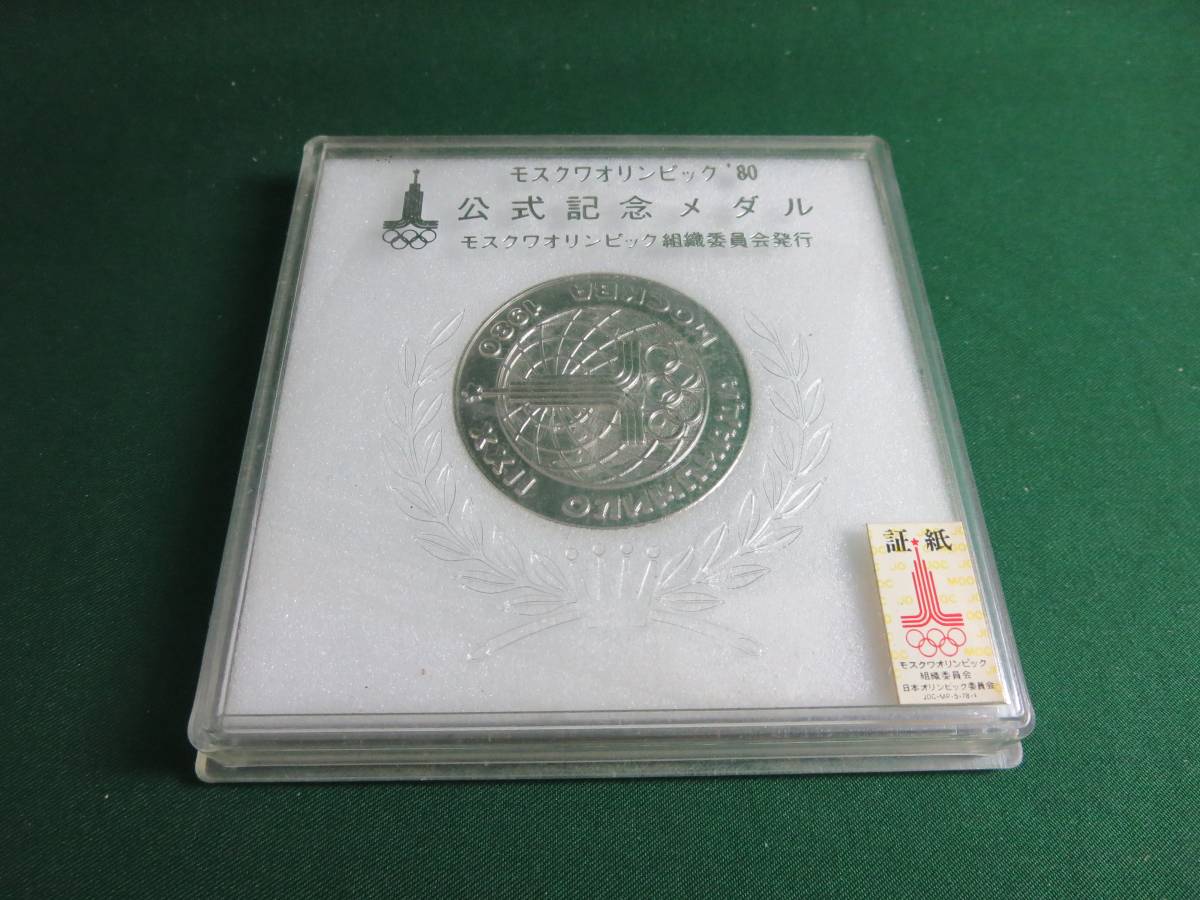 モスクワオリンピック '80
公式記念メダル
モスクワオリンピック組織委員会発行
ИГРЫ XXII ОЛИМПИАДЫ
МОСКВА 1980
証紙
モスクワオリンピック
組織委員会
日本オリンピック委員会